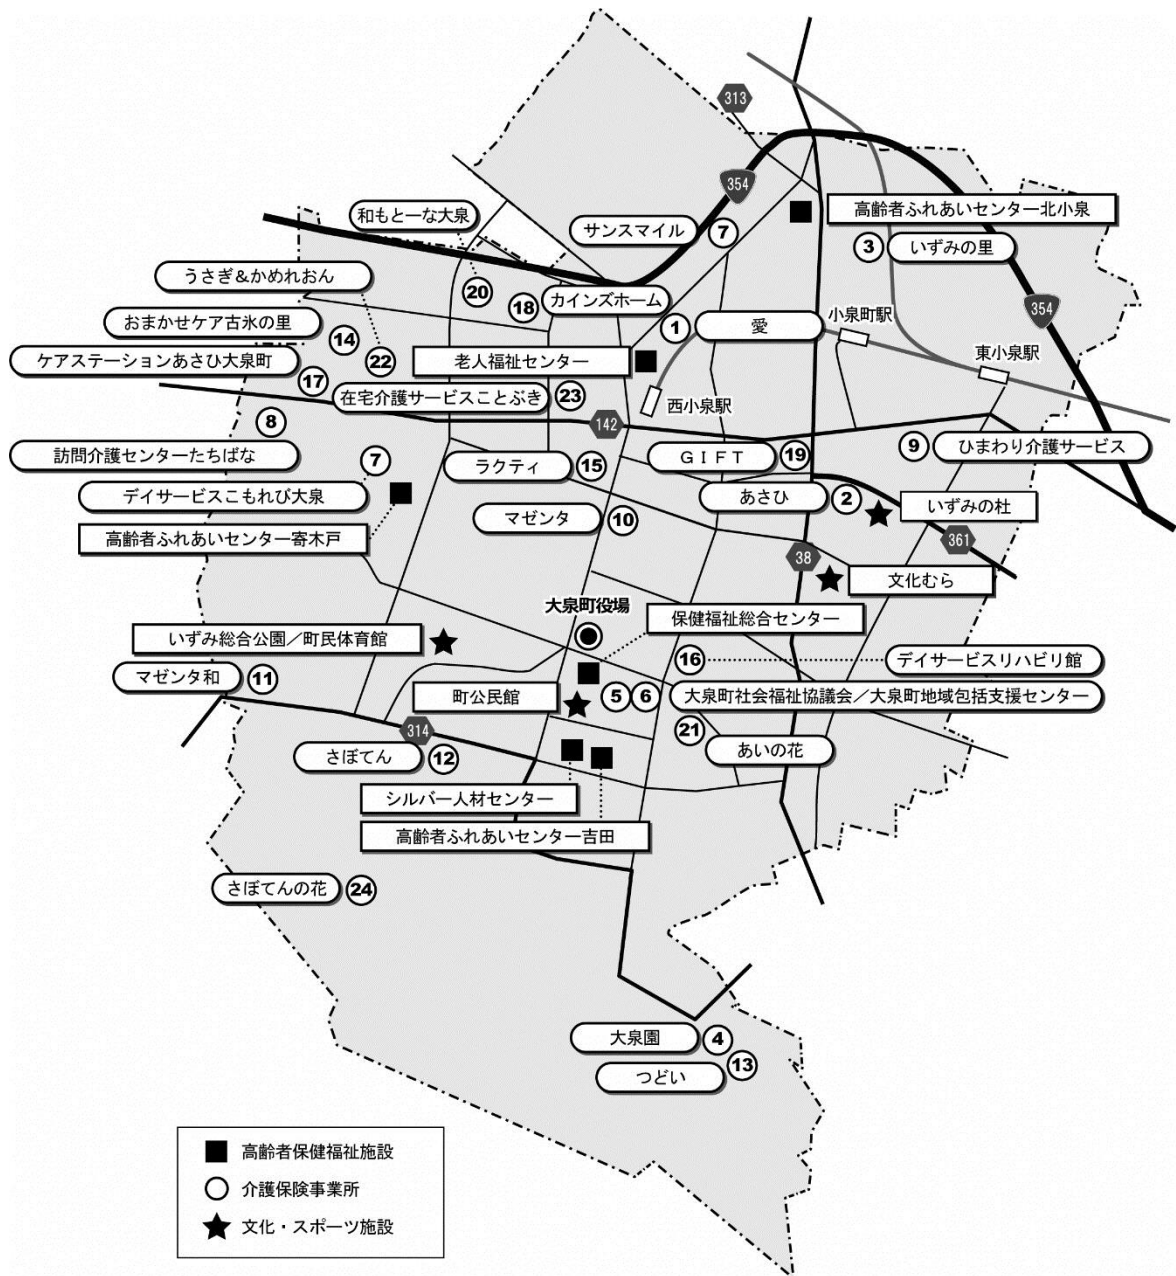 313
354
和もとーな大泉
サンスマイル
7
高齢者ふれあいセンター北小泉
3
いずみの里
うさぎ&かめれおん
20
18
カインズホーム
354
おまかせケア古氷の里
14
1
愛
小泉町駅
ケアステーションあさひ大泉町
22
老人福祉センター
東小泉駅
17
在宅介護サービスことぶき
23
西小泉駅
8
142
訪問介護センターたちばな
7
ラクティ
15
GIFT
19
9
ひまわり介護サービス
デイサービスこもれび大泉
あさひ
2
いずみの杜
マゼンタ
10
高齢者ふれあいセンター寄木戸
361
38
文化むら
大泉町役場
保健福祉総合センター
いずみ総合公園/町民体育館
16
デイサービスリハビリ館
マゼンタ和
11
町公民館
5
6
大泉町社会福祉協議会/大泉町地域包括支援センター
314
21
あいの花
さぼてん
12
シルバー人材センター
高齢者ふれあいセンター吉田
さぼてんの花
24
大泉園
4
つどい
13
高齢者保健福祉施設
介護保険事業所
文化・スポーツ施設